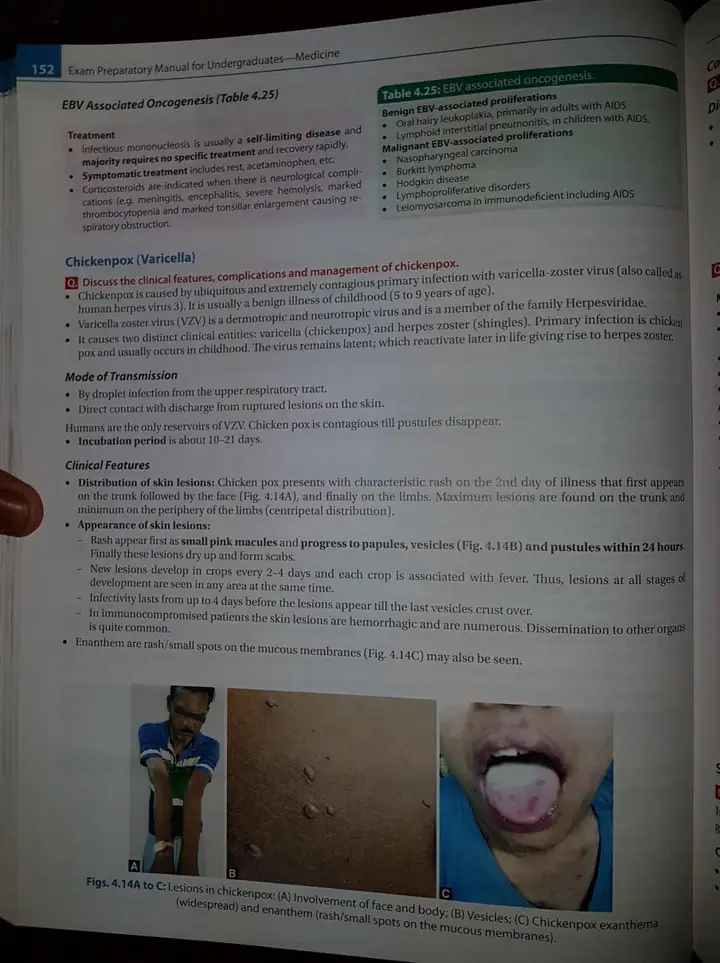 152 Exam Preparatory Manual for Undergraduates—Medicine
EBV Associated Oncogenesis (Table 4.25)
Treatment
• Infectious mononucleosis is usually a self-limiting disease and
majority requires no specific treatment and recovery rapidly.
• Symptomatic treatment includes rest, acetaminophen, etc.
• Corticosteroids are indicated when there is neurological compli-
cations (e.g. meningitis, encephalitis, severe hemolysis, marked
thrombocytopenia and marked tonsillar enlargement causing re-
spiratory obstruction.
Table 4.25: EBV associated oncogenesis.
Benign EBV-associated proliferations
• Oral hairy leukoplakia, primarily in adults with AIDS
• Lymphoid interstitial pneumonitis, in children with AIDS.
Malignant EBV-associated proliferations
• Nasopharyngeal carcinoma
• Burkitt lymphoma
• Hodgkin disease
• Lymphoproliferative disorders
• Leiomyosarcoma in immunodeficient including AIDS
Chickenpox (Varicella)
Q. Discuss the clinical features, complications and management of chickenpox.
• Chickenpox is caused by ubiquitous and extremely contagious primary infection with varicella-zoster virus (also called as
human herpes virus 3). It is usually a benign illness of childhood (5 to 9 years of age).
• Varicella zoster virus (VZV) is a dermotropic and neurotropic virus and is a member of the family Herpesviridae.
• It causes two distinct clinical entities: varicella (chickenpox) and herpes zoster (shingles). Primary infection is chicken
pox and usually occurs in childhood. The virus remains latent; which reactivate later in life giving rise to herpes zoster.
Mode of Transmission
• By droplet infection from the upper respiratory tract.
• Direct contact with discharge from ruptured lesions on the skin.
Humans are the only reservoirs of VZV. Chicken pox is contagious till pustules disappear.
• Incubation period is about 10–21 days.
Clinical Features
• Distribution of skin lesions: Chicken pox presents with characteristic rash on the 2nd day of illness that first appears
on the trunk followed by the face (Fig. 4.14A), and finally on the limbs. Maximum lesions are found on the trunk and
minimum on the periphery of the limbs (centripetal distribution).
• Appearance of skin lesions:
– Rash appear first as small pink macules and progress to papules, vesicles (Fig. 4.14B) and pustules within 24 hours.
Finally these lesions dry up and form scabs.
– New lesions develop in crops every 2–4 days and each crop is associated with fever. Thus, lesions at all stages of
development are seen in any area at the same time.
– Infectivity lasts from up to 4 days before the lesions appear till the last vesicles crust over.
– In immunocompromised patients the skin lesions are hemorrhagic and are numerous. Dissemination to other organs
is quite common.
• Enanthem are rash/small spots on the mucous membranes (Fig. 4.14C) may also be seen.
A
B
C
Figs. 4.14A to C: Lesions in chickenpox: (A) Involvement of face and body; (B) Vesicles; (C) Chickenpox exanthema
(widespread) and enanthem (rash/small spots on the mucous membranes).